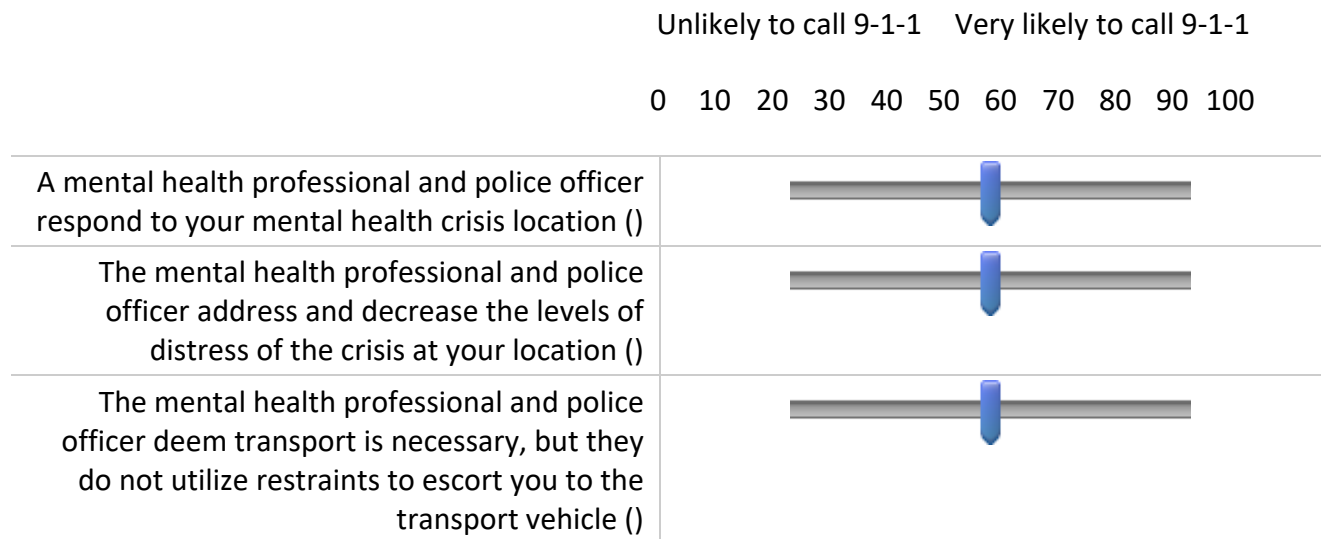 Unlikely to call 9-1-1 Very likely to call 9-1-1
0 10 20 30 40 50 60 70 80 90 100
A mental health professional and police officer
respond to your mental health crisis location ()
The mental health professional and police
officer address and decrease the levels of
distress of the crisis at your location ()
The mental health professional and police
officer deem transport is necessary, but they
do not utilize restraints to escort you to the
transport vehicle ()